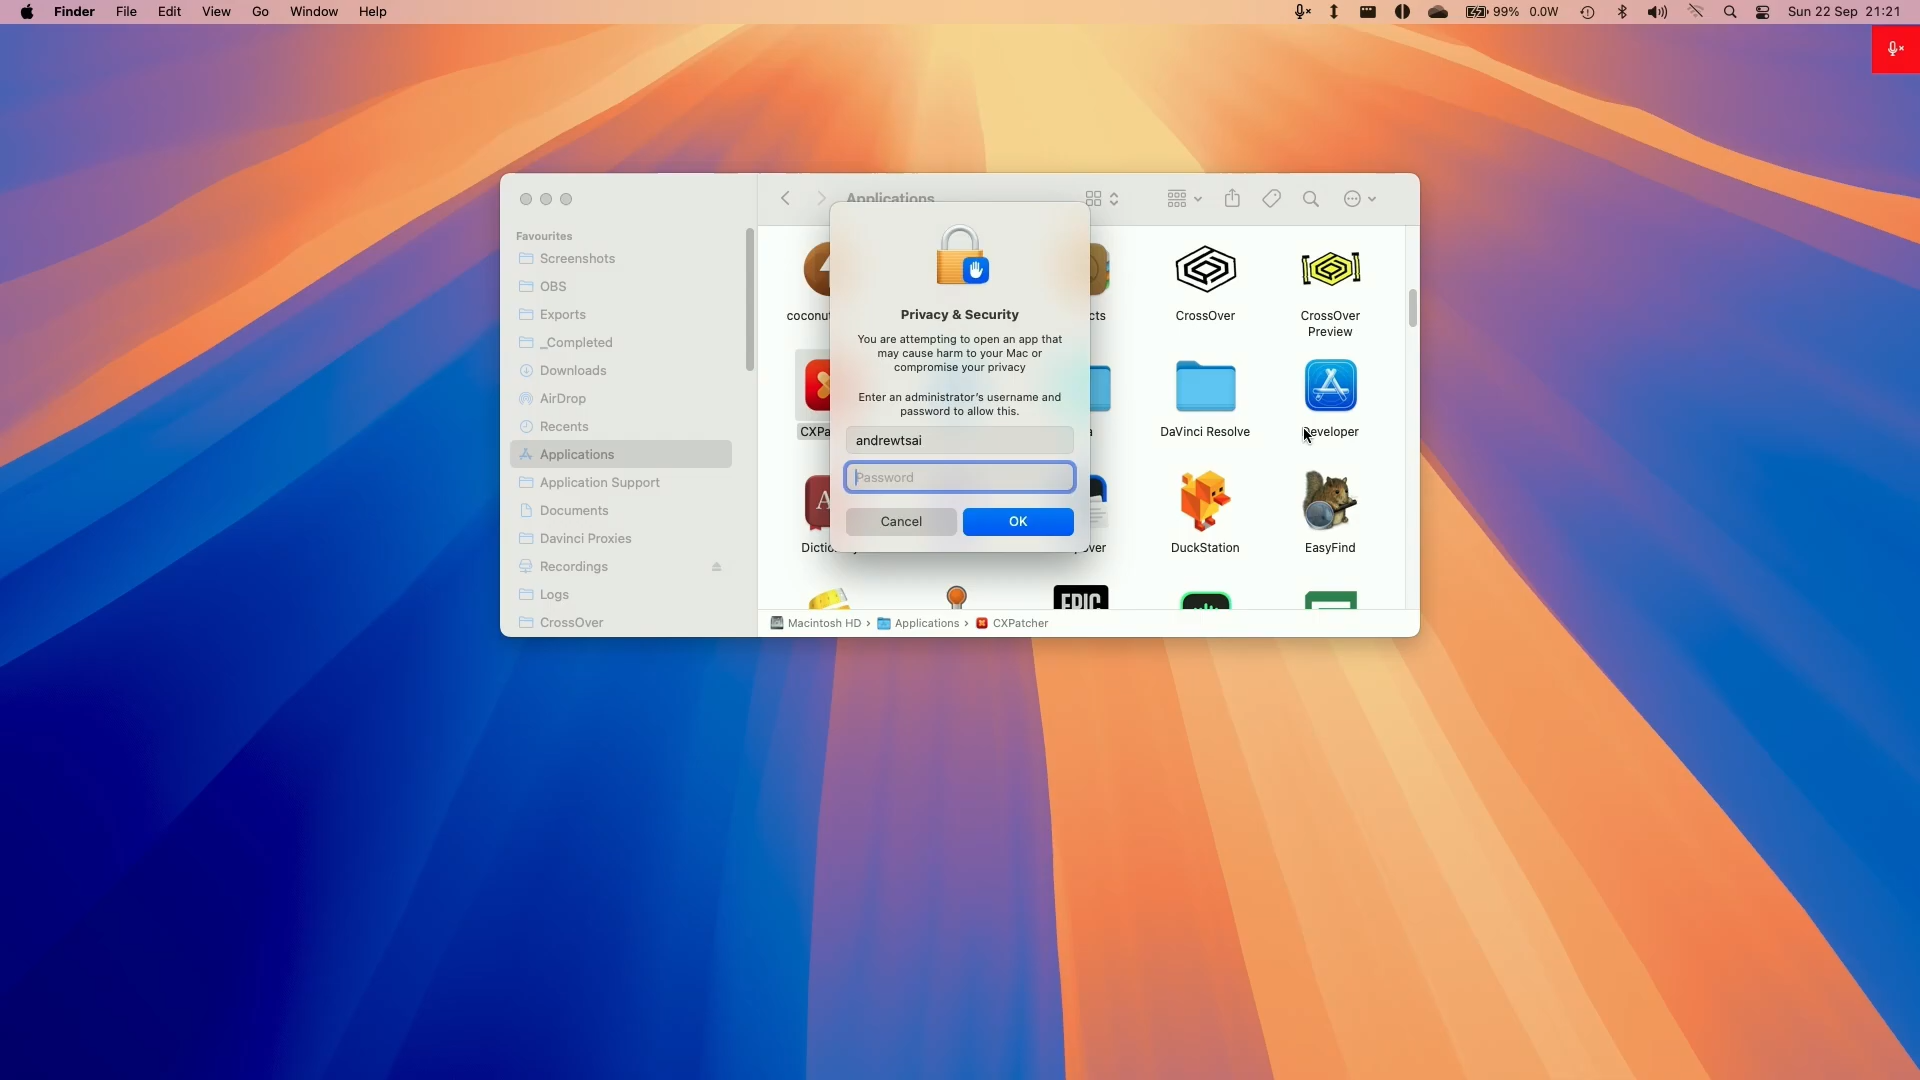 Finder File Edit View Go Window Help
99% 0.0W Sun 22 Sep 21:21
Applications
Favourites
Screenshots
OBS
Exports
_Completed
Downloads
AirDrop
Recents
Applications
Application Support
Documents
Davinci Proxies
Recordings
Logs
CrossOver
Privacy & Security
You are attempting to open an app that
may cause harm to your Mac or
compromise your privacy
Enter an administrator's username and
password to allow this.
andrewtsai
Password
Cancel OK
CrossOver
CrossOver
Preview
DaVinci Resolve
Developer
DuckStation
EasyFind
EPIC
Macintosh HD › Applications › CXPatcher